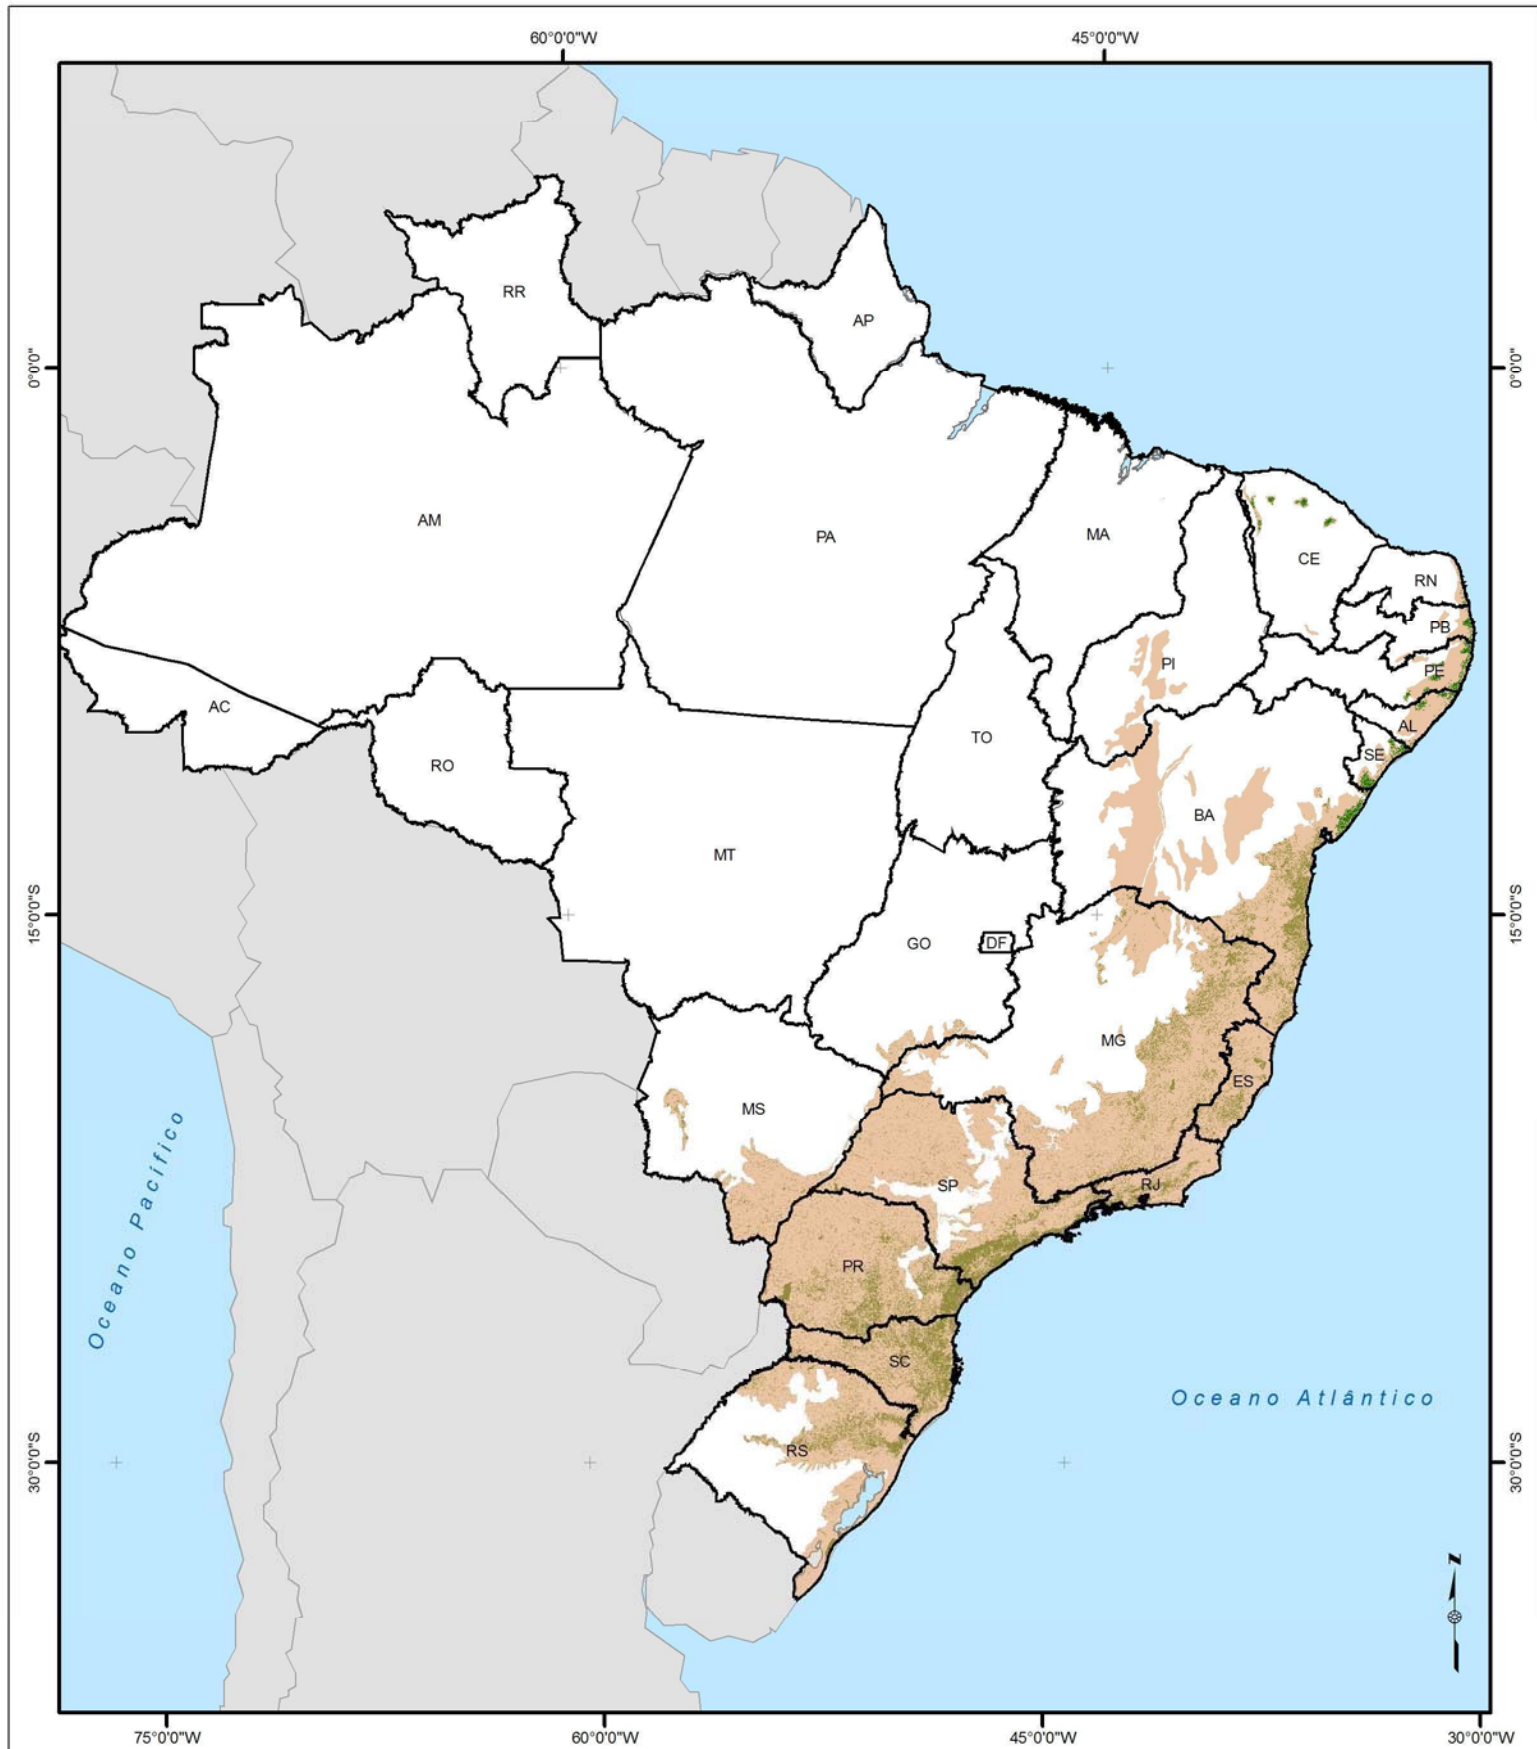 60°0'0"W
45°0'0"W
RR
AP
0°0'0"
0°0'0"
AM
PA
MA
CE
RN
PB
PI
PE
AC
AL
TO
SE
RO
BA
MT
15°0'0"S
15°0'0"S
GO
DF
MG
ES
MS
SP
RJ
Oceano Pacífico
PR
SC
Oceano Atlântico
RS
30°0'0"S
30°0'0"S
N
75°0'0"W
60°0'0"W
45°0'0"W
30°0'0"W